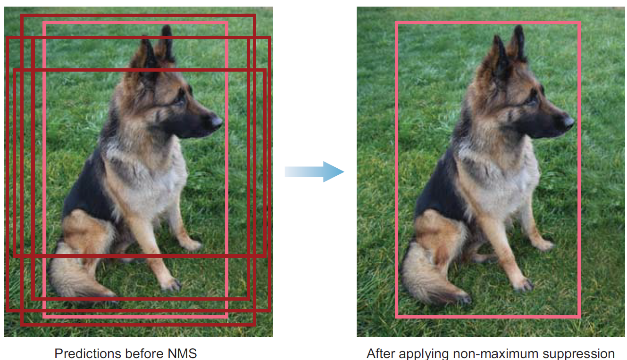 Predictions before NMS
After applying non-maximum suppression